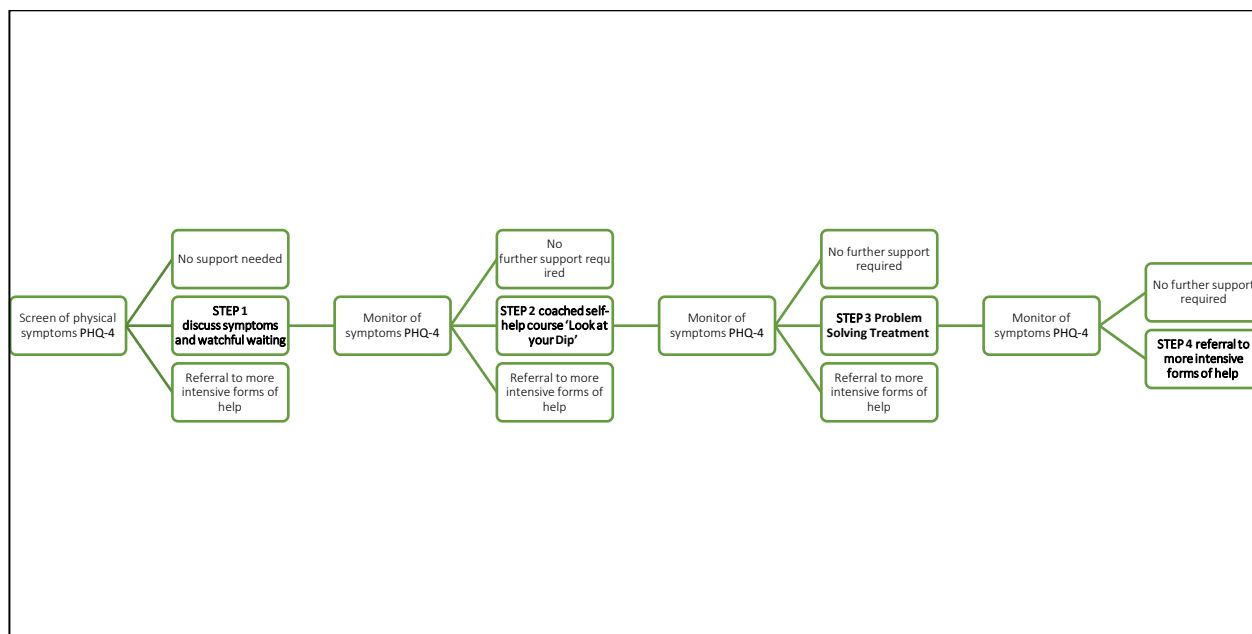 Screen of physical
symptoms PHQ-4
No support needed
STEP 1
discuss symptoms
and watchful waiting
Referral to more
intensive forms of
help
Monitor of
symptoms PHQ-4
No
further support requ
ired
STEP 2 coached self-
help course ‘Look at
your Dip’
Referral to more
intensive forms of
help
Monitor of
symptoms PHQ-4
No further support
required
STEP 3 Problem
Solving Treatment
Referral to more
intensive forms of
help
Monitor of
symptoms PHQ-4
No further support
required
STEP 4 referral to
more intensive
forms of help